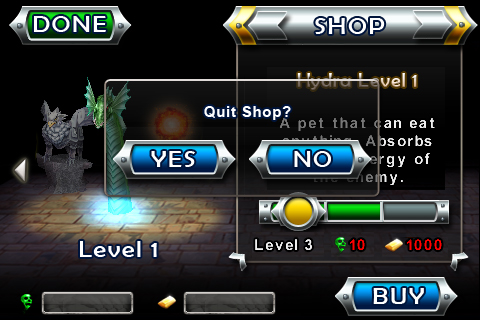 DONE
SHOP
Hydra Level 1
Quit Shop?
A pet that can eat
anything. Absorbs
energy of
the enemy.
YES
NO
Level 1
Level 3
10
1000
BUY